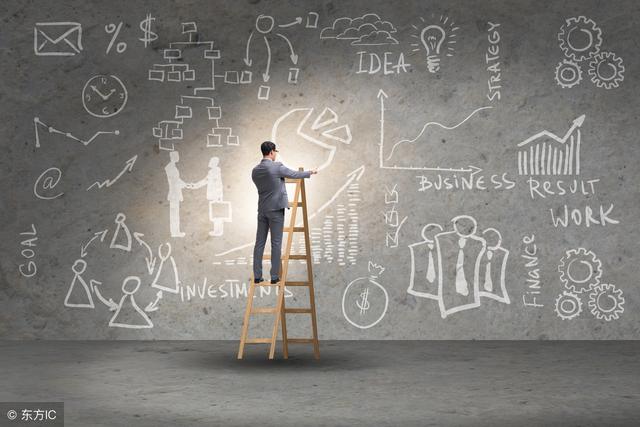 % $
IDEA
STRATEGY
@
BUSINESS
RESULT
WORK
GOAL
FINANCE
INVESTMENTS
$
© 东方IC